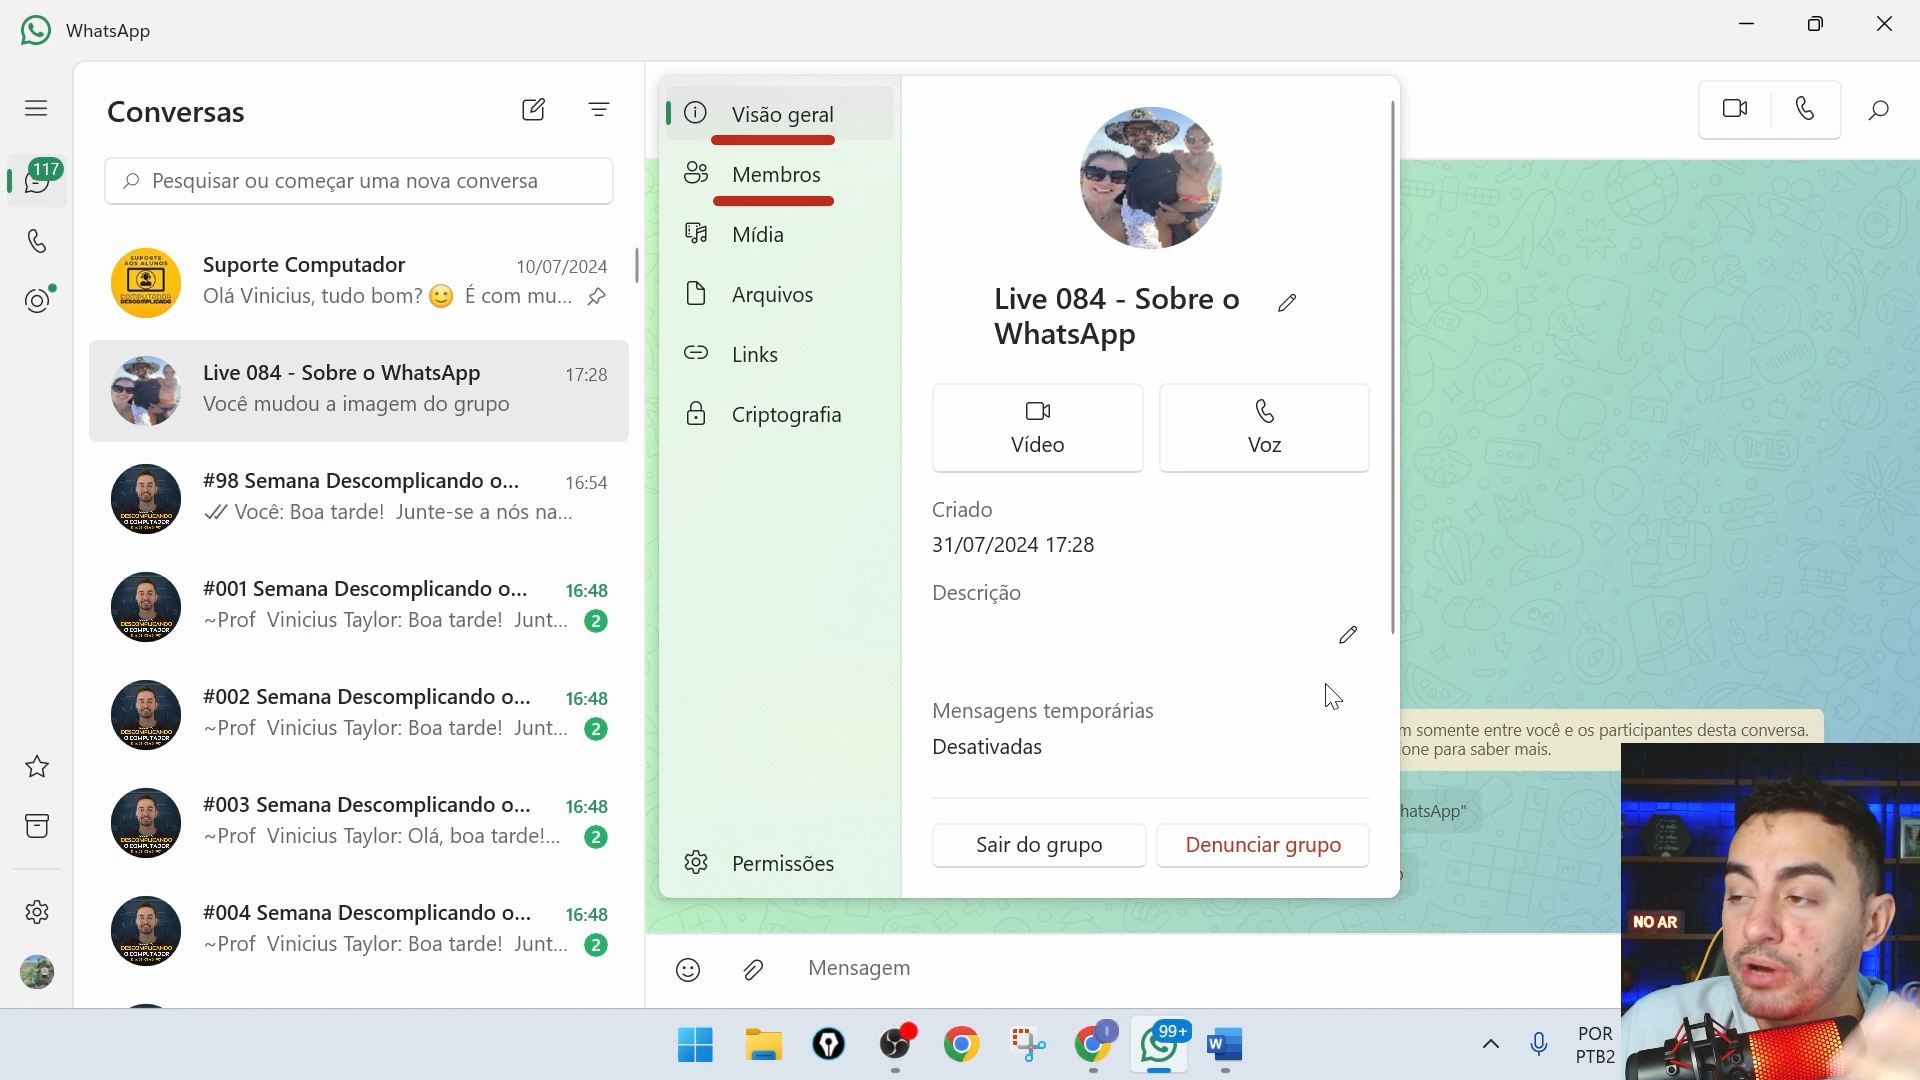 WhatsApp
Conversas
117
Pesquisar ou começar uma nova conversa
Suporte Computador
10/07/2024
Olá Vinicius, tudo bom? 😊 É com mu...
Live 084 - Sobre o WhatsApp
17:28
Você mudou a imagem do grupo
#98 Semana Descomplicando o...
16:54
Você: Boa tarde! Junte-se a nós na...
#001 Semana Descomplicando o...
16:48
~Prof Vinicius Taylor: Boa tarde! Junt...
2
#002 Semana Descomplicando o...
16:48
~Prof Vinicius Taylor: Boa tarde! Junt...
2
#003 Semana Descomplicando o...
16:48
~Prof Vinicius Taylor: Olá, boa tarde!...
2
#004 Semana Descomplicando o...
16:48
~Prof Vinicius Taylor: Boa tarde! Junt...
2
SUPORTE
AOS ALUNOS
COMPUTADOR
DESCOMPLICADO
Visão geral
Membros
Mídia
Arquivos
Links
Criptografia
Permissões
Live 084 - Sobre o
WhatsApp
Vídeo
Voz
Criado
31/07/2024 17:28
Descrição
Mensagens temporárias
Desativadas
Sair do grupo
Denunciar grupo
m somente entre você e os participantes desta conversa.
one para saber mais.
hatsApp"
Mensagem
NO AR
99+
POR
PTB2